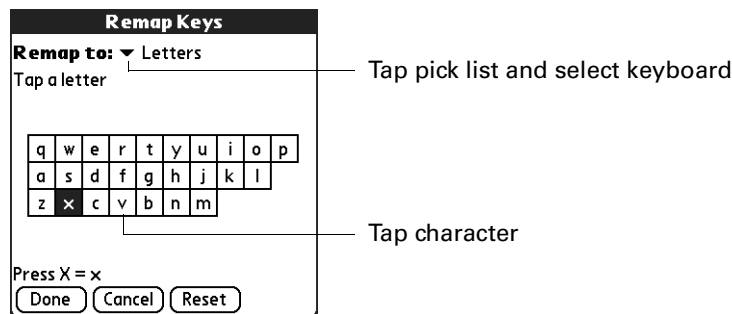 Remap Keys
Remap to: Letters
Tap pick list and select keyboard
Tap a letter
q w e r t y u i o p
a s d f g h j k l
z x c v b n m
Tap character
Press X = x
Done Cancel Reset